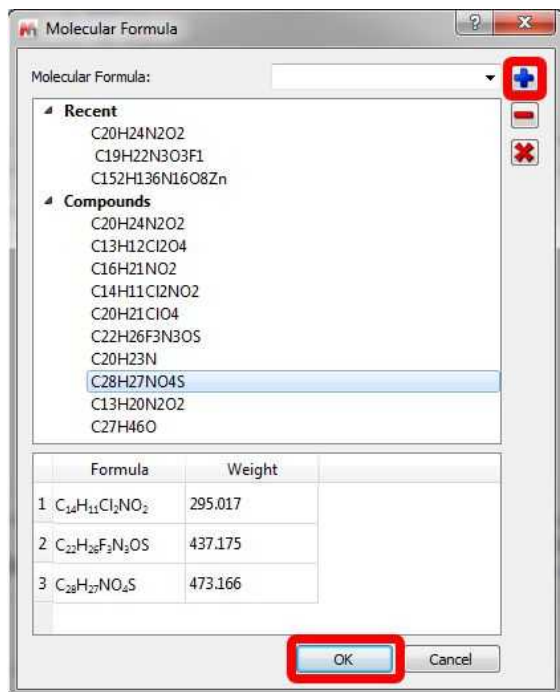 Molecular Formula
Molecular Formula:
Recent
C20H24N2O2
C19H22N3O3F1
C152H136N16O8Zn
Compounds
C20H24N2O2
C13H12Cl2O4
C16H21NO2
C14H11Cl2NO2
C20H21ClO4
C22H26F3N3OS
C20H23N
C28H27NO4S
C13H20N2O2
C27H46O
Formula Weight
1 C₁₄H₁₁Cl₂NO₂ 295.017
2 C₂₂H₂₆F₃N₃OS 437.175
3 C₂₈H₂₇NO₄S 473.166
OK Cancel